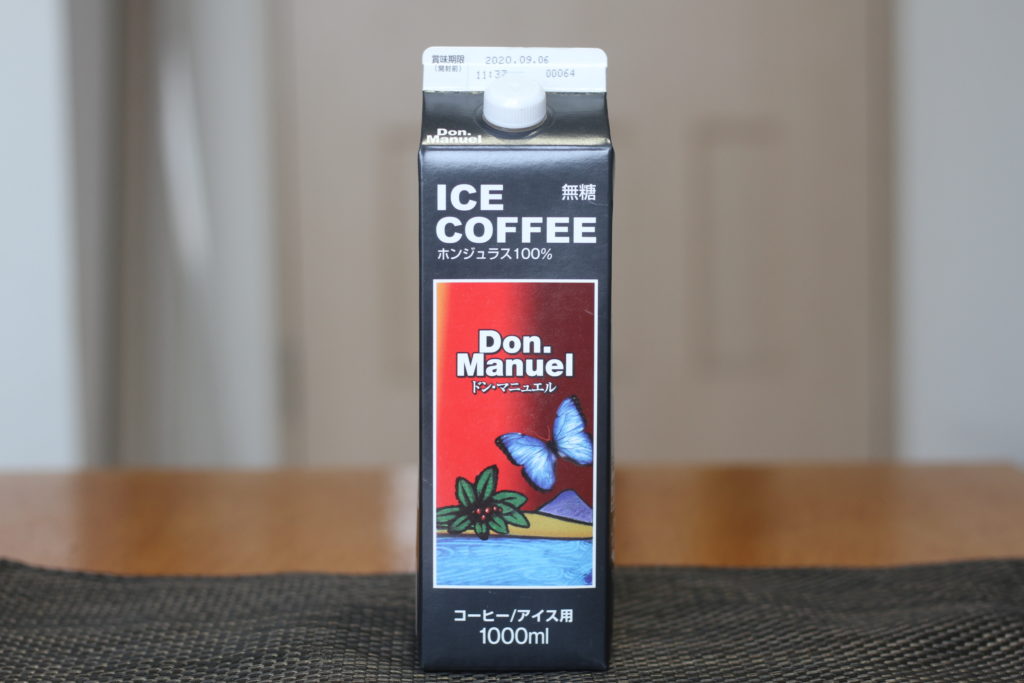 賞味期限 2020.09.06
(開封前) 11:37 00064
Don.
Manuel
ICE 無糖
COFFEE
ホンジュラス100%
Don.
Manuel
ドン・マニュエル
コーヒー/アイス用
1000ml